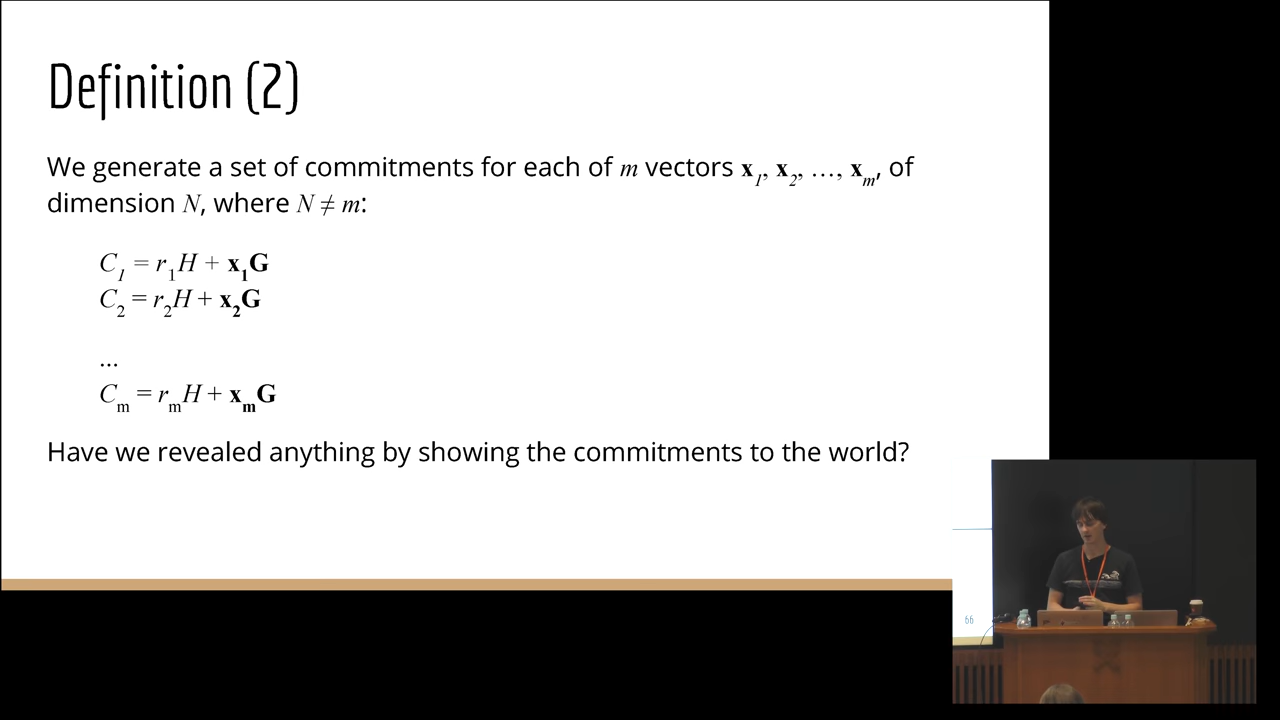 Definition (2)
We generate a set of commitments for each of m vectors x1, x2, …, xm, of
dimension N, where N ≠ m:
C1 = r1H + x1G
C2 = r2H + x2G
...
Cm = rmH + xmG
Have we revealed anything by showing the commitments to the world?
66